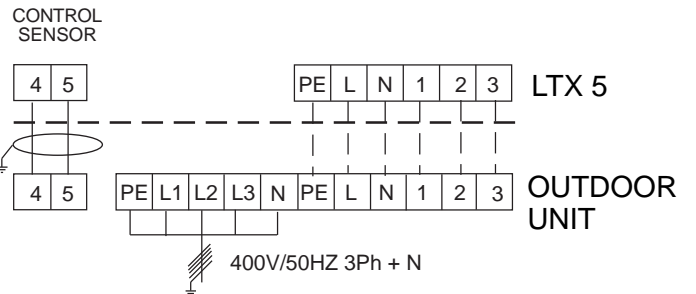 CONTROL
SENSOR
4 5
PE L N 1 2 3
LTX 5
4 5
PE L1 L2 L3 N PE L N 1 2 3
OUTDOOR
UNIT
400V/50HZ 3Ph + N